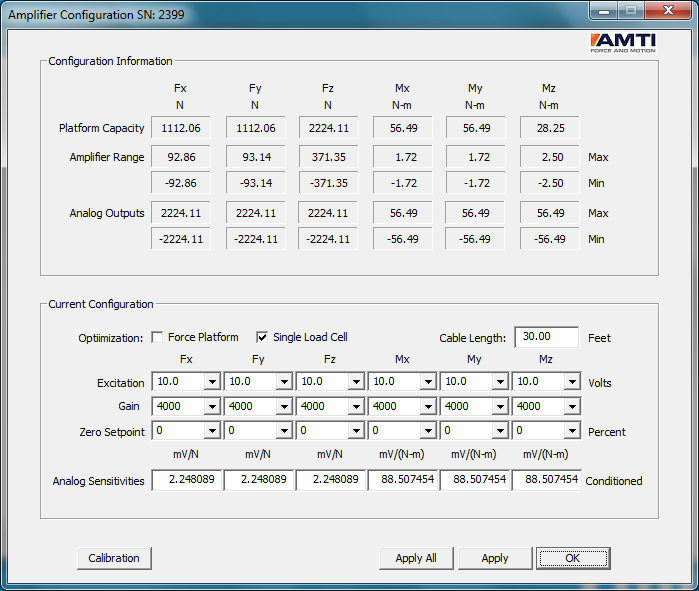 Amplifier Configuration SN: 2399
AMTI
FORCE AND MOTION
Configuration Information
Fx Fy Fz Mx My Mz
N N N N-m N-m N-m
Platform Capacity 1112.06 1112.06 2224.11 56.49 56.49 28.25
Amplifier Range 92.86 93.14 371.35 1.72 1.72 2.50 Max
-92.86 -93.14 -371.35 -1.72 -1.72 -2.50 Min
Analog Outputs 2224.11 2224.11 2224.11 56.49 56.49 56.49 Max
-2224.11 -2224.11 -2224.11 -56.49 -56.49 -56.49 Min
Current Configuration
Optiimization: Force Platform Single Load Cell Cable Length: 30.00 Feet
Fx Fy Fz Mx My Mz
Excitation 10.0 10.0 10.0 10.0 10.0 10.0 Volts
Gain 4000 4000 4000 4000 4000 4000
Zero Setpoint 0 0 0 0 0 0 Percent
mV/N mV/N mV/N mV/(N-m) mV/(N-m) mV/(N-m)
Analog Sensitivities 2.248089 2.248089 2.248089 88.507454 88.507454 88.507454 Conditioned
Calibration Apply All Apply OK